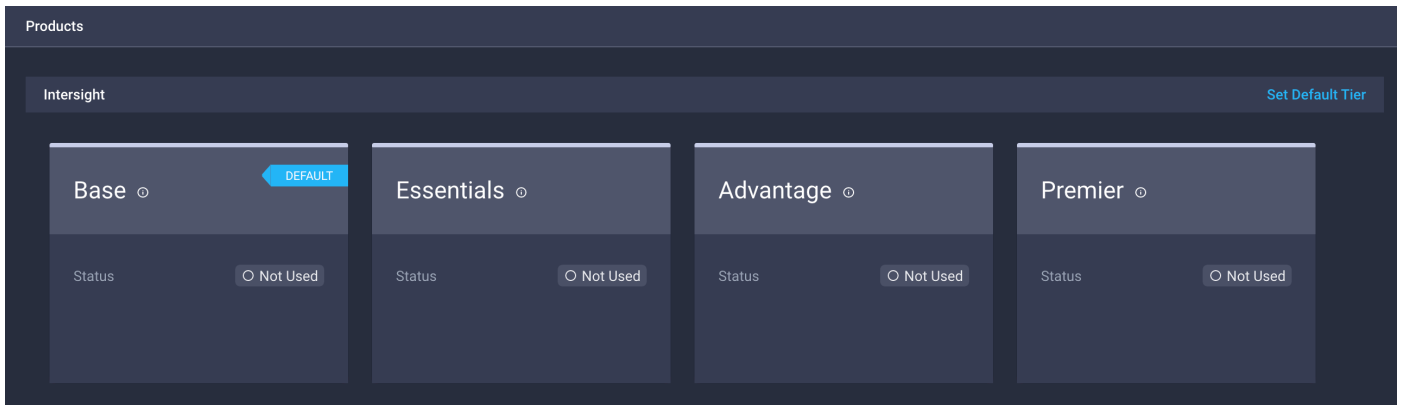 Products
Intersight
Set Default Tier
Base
DEFAULT
Essentials
Advantage
Premier
Status
Not Used
Status
Not Used
Status
Not Used
Status
Not Used